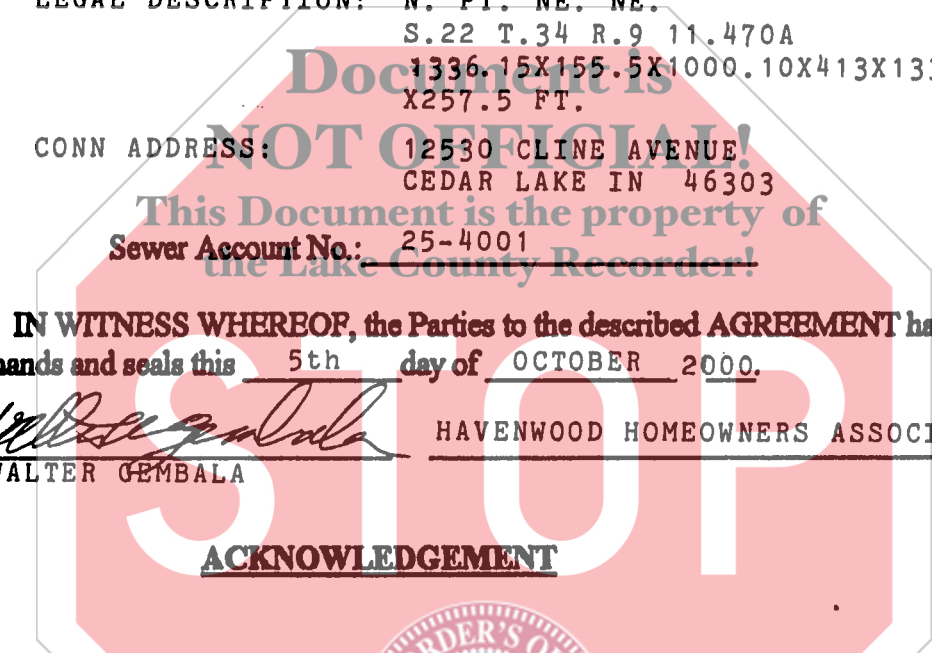 LEGAL DESCRIPTION: N. PT. NE. NE.
S.22 T.34 R.9 11.470A
1336.15X155.5X1000.10X413X133
X257.5 FT.
Document is
NOT OFFICIAL!
This Document is the property of
the Lake County Recorder!
CONN ADDRESS: 12530 CLINE AVENUE
CEDAR LAKE IN 46303
Sewer Account No.: 25-4001
IN WITNESS WHEREOF, the Parties to the described AGREEMENT ha
hands and seals this 5th day of OCTOBER 2000.
HAVENWOOD HOMEOWNERS ASSOCI
WALTER GEMBALA
STOP
ACKNOWLEDGEMENT
RDER'S OF